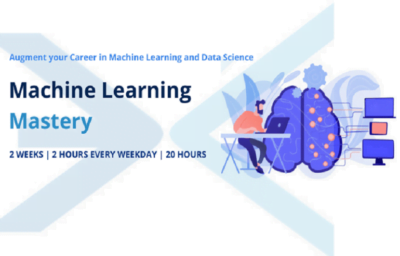 Augment your Career in Machine Learning and Data Science
Machine Learning
Mastery
2 WEEKS | 2 HOURS EVERY WEEKDAY | 20 HOURS